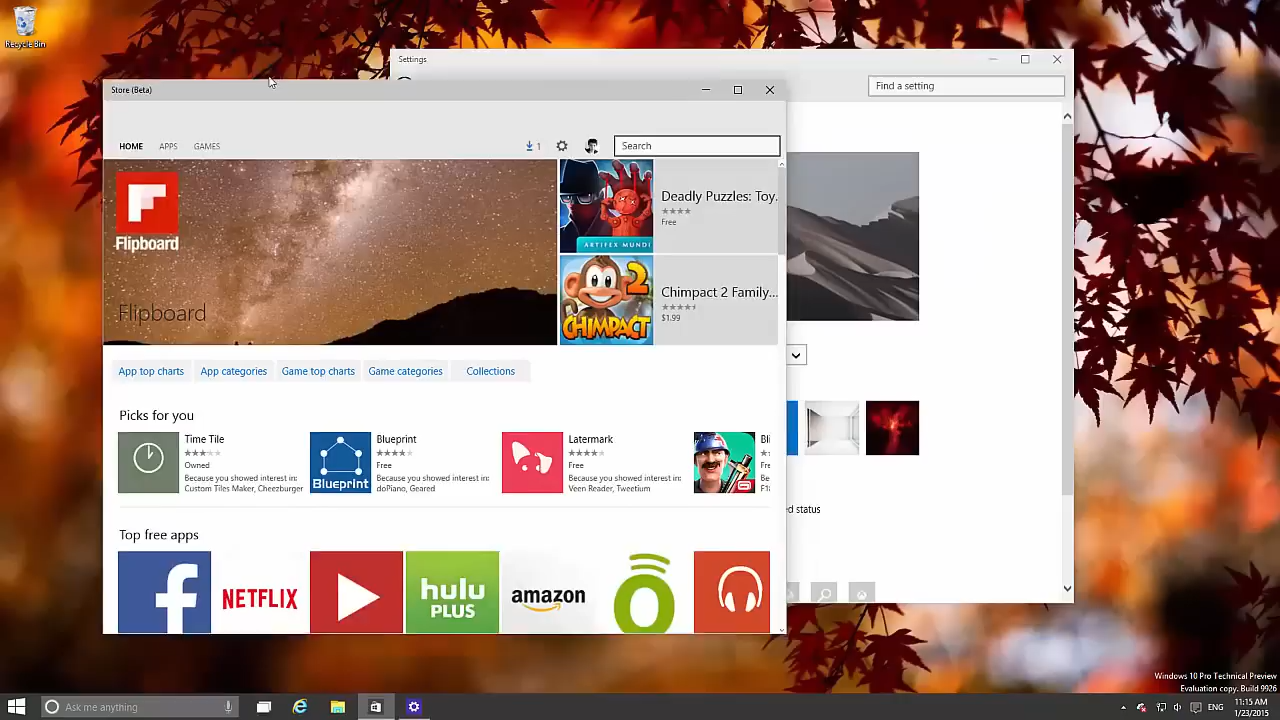 Recycle Bin
Settings
Find a setting
Store (Beta)
HOME APPS GAMES
1
Search
Flipboard
Flipboard
Deadly Puzzles: Toy.
Free
ARTIFEX MUNDI
2
CHIMPACT
Chimpact 2 Family...
$1.99
App top charts App categories Game top charts Game categories Collections
Picks for you
Time Tile
Owned
Because you showed interest in:
Custom Tiles Maker, Cheezburger
Blueprint
Blueprint
Free
Because you showed interest in:
doPiano, Geared
Latermark
Free
Because you showed interest in:
Veen Reader, Tweetium
Bli
Fre
Be
F1
ed status
Top free apps
f
NETFLIX
hulu
PLUS
amazon
Windows 10 Pro Technical Preview
Evaluation copy. Build 9926
Ask me anything
ENG
11:15 AM
1/23/2015